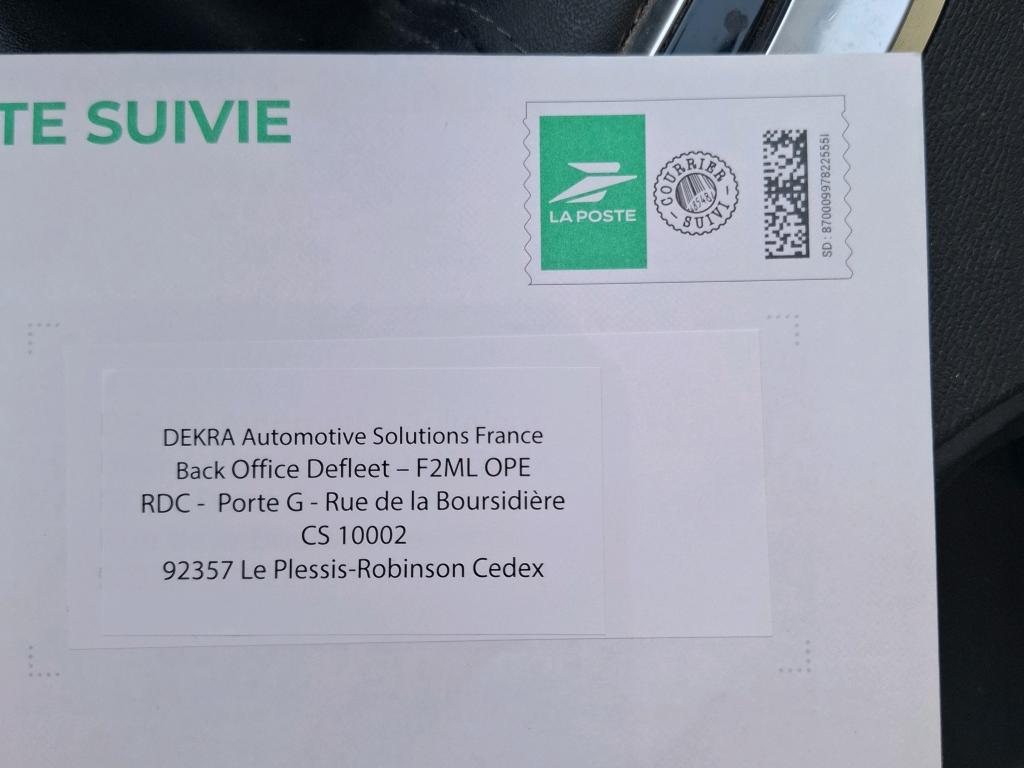 TE SUIVIE
LA POSTE
COURRIER
SUIVI
SD : 87000997822555I
DEKRA Automotive Solutions France
Back Office Defleet – F2ML OPE
RDC - Porte G - Rue de la Boursidière
CS 10002
92357 Le Plessis-Robinson Cedex